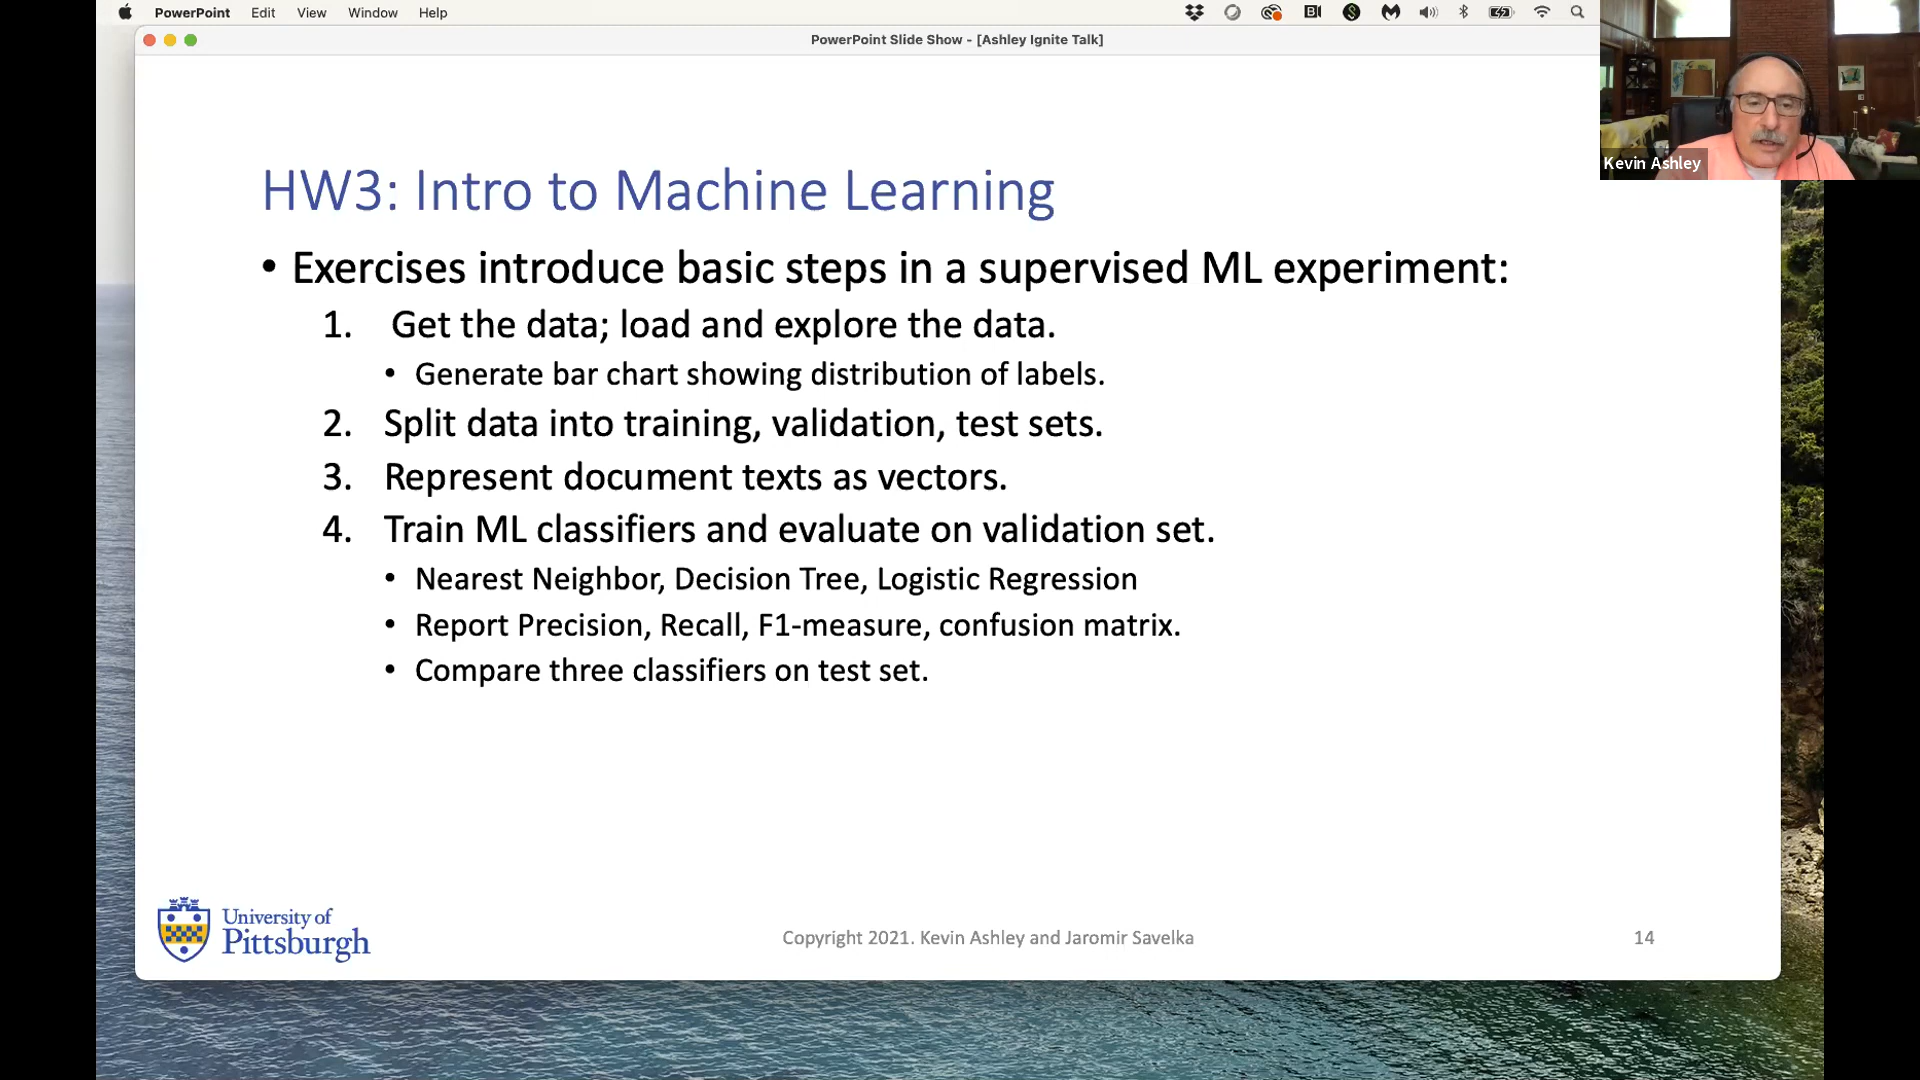 PowerPoint Edit View Window Help
PowerPoint Slide Show - [Ashley Ignite Talk]
Kevin Ashley
HW3: Intro to Machine Learning
• Exercises introduce basic steps in a supervised ML experiment:
1. Get the data; load and explore the data.
• Generate bar chart showing distribution of labels.
2. Split data into training, validation, test sets.
3. Represent document texts as vectors.
4. Train ML classifiers and evaluate on validation set.
• Nearest Neighbor, Decision Tree, Logistic Regression
• Report Precision, Recall, F1-measure, confusion matrix.
• Compare three classifiers on test set.
University of
Pittsburgh
Copyright 2021. Kevin Ashley and Jaromir Savelka
14